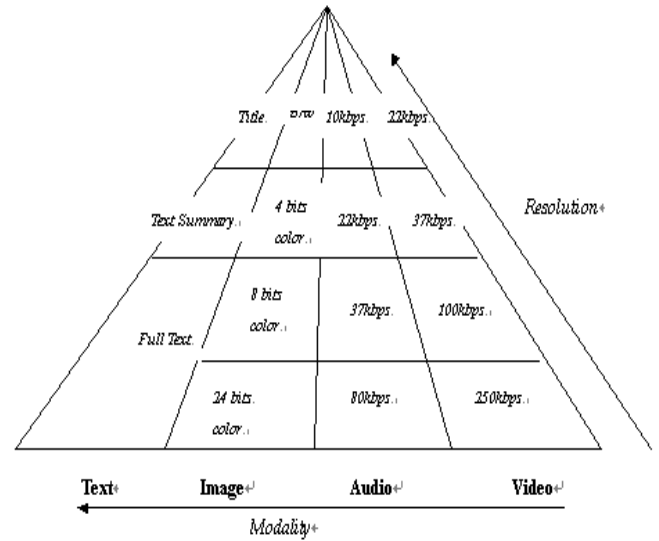 Title. 10kbps. 22kbps.
Text Summary. 4 bits color. 22kbps. 37kbps.
Resolution
8 bits color. 37kbps. 100kbps.
Full Text.
24 bits. color. 80kbps. 250kbps.
Text Image Audio Video
Modality